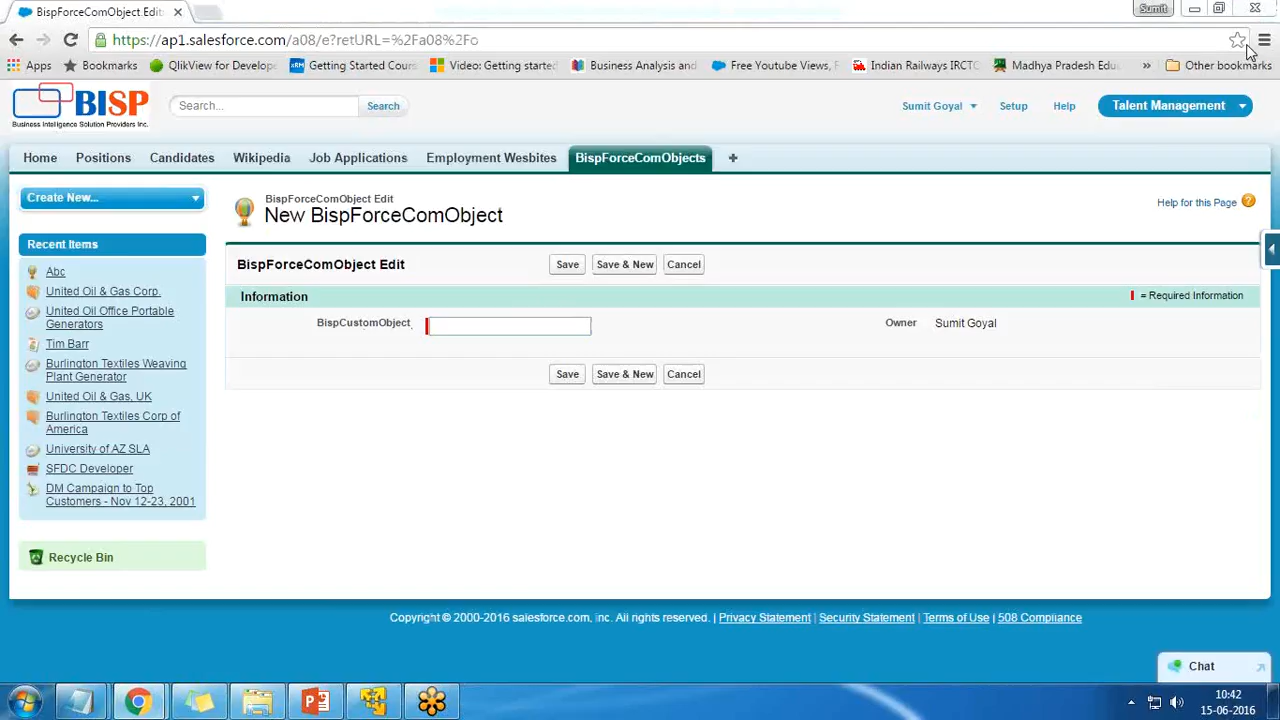 BispForceComObject Edit:
Sumit
https://ap1.salesforce.com/a08/e?retURL=%2Fa08%2Fo
Apps
Bookmarks
QlikView for Develope
Getting Started Cour
Video: Getting started
Business Analysis and
Free Youtube Views,
Indian Railways IRCTC
Madhya Pradesh Edu
»
Other bookmarks
BISP
Business Intelligence Solution Providers Inc.
Search...
Search
Sumit Goyal
Setup
Help
Talent Management
Home
Positions
Candidates
Wikipedia
Job Applications
Employment Wesbites
BispForceComObjects
+
Create New...
BispForceComObject Edit
New BispForceComObject
Help for this Page ?
Recent Items
Abc
United Oil & Gas Corp.
United Oil Office Portable
Generators
Tim Barr
Burlington Textiles Weaving
Plant Generator
United Oil & Gas, UK
Burlington Textiles Corp of
America
University of AZ SLA
SFDC Developer
DM Campaign to Top
Customers - Nov 12-23, 2001
Recycle Bin
BispForceComObject Edit
Save
Save & New
Cancel
Information
= Required Information
BispCustomObject
Owner
Sumit Goyal
Save
Save & New
Cancel
Copyright © 2000-2016 salesforce.com, inc. All rights reserved. | Privacy Statement | Security Statement | Terms of Use | 508 Compliance
Chat
10:42
15-06-2016